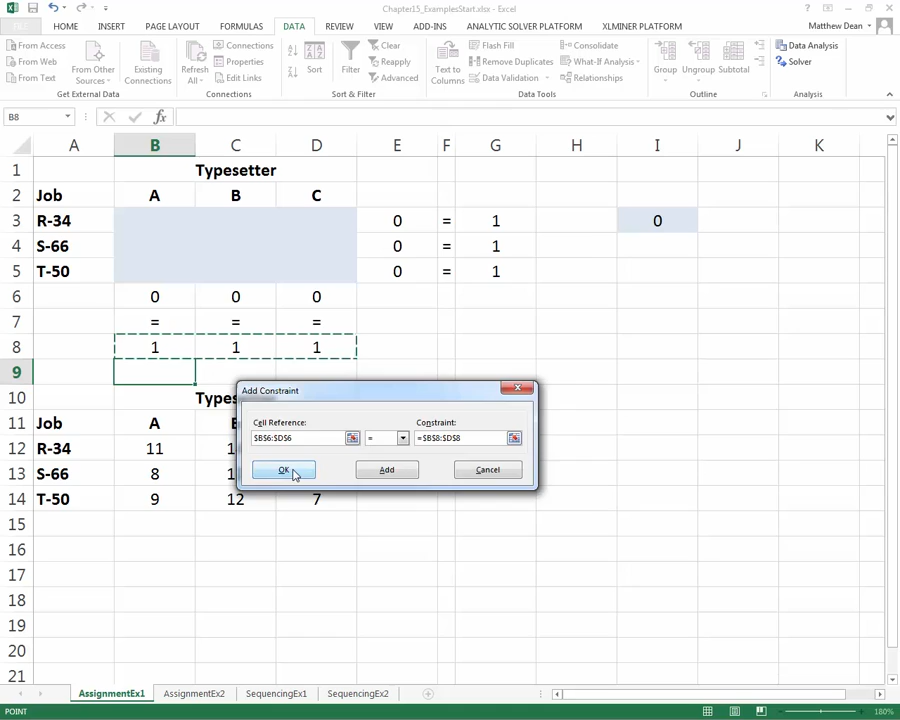 Chapter15_ExamplesStart.xlsx - Excel
HOME INSERT PAGE LAYOUT FORMULAS DATA REVIEW VIEW ADD-INS ANALYTIC SOLVER PLATFORM XLMINER PLATFORM Matthew Dean
From Access
From Web
From Text
From Other Sources
Existing Connections
Get External Data
Refresh All
Connections
Properties
Edit Links
Connections
Sort
Filter
Clear
Reapply
Advanced
Sort & Filter
Text to Columns
Flash Fill
Remove Duplicates
Data Validation
Consolidate
What-If Analysis
Relationships
Data Tools
Group
Ungroup
Subtotal
Outline
Data Analysis
Solver
Analysis
B8 fx
A B C D E F G H I J K
1 Typesetter
2 Job A B C
3 R-34 0 = 1 0
4 S-66 0 = 1
5 T-50 0 = 1
6 0 0 0
7 = = =
8 1 1 1
9
10 Types
11 Job A
12 R-34 11 1
13 S-66 8 1
14 T-50 9 12 7
15
16
17
18
19
20
21
Add Constraint
Cell Reference: Constraint:
$B$6:$D$6 = =$B$8:$D$8
OK Add Cancel
AssignmentEx1 AssignmentEx2 SequencingEx1 SequencingEx2
POINT 180%